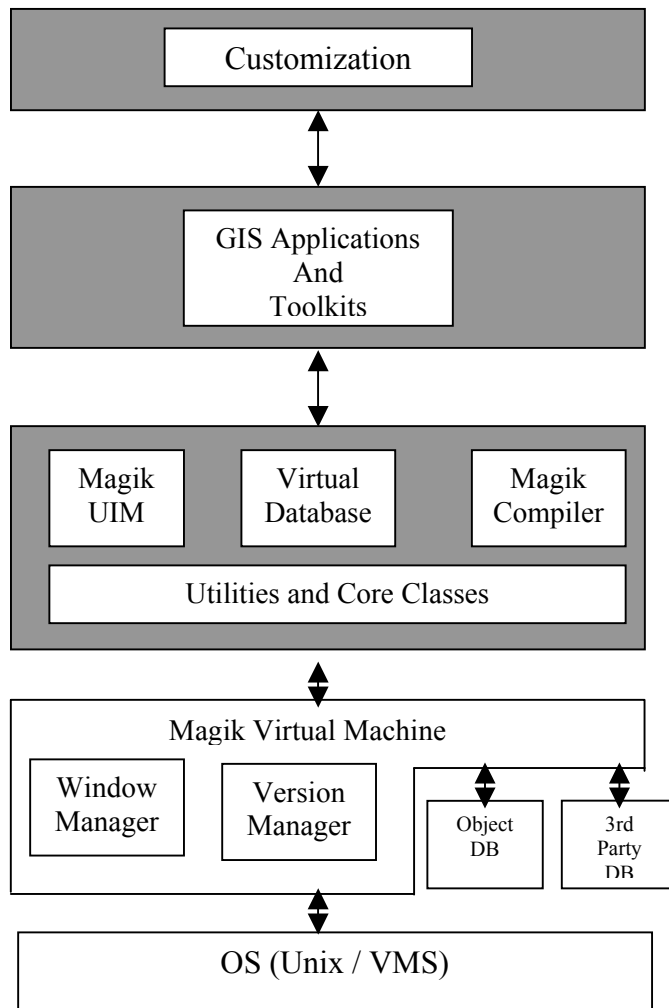 Customization
GIS Applications
And
Toolkits
Magik
UIM
Virtual
Database
Magik
Compiler
Utilities and Core Classes
Magik Virtual Machine
Window
Manager
Version
Manager
Object
DB
3rd
Party
DB
OS (Unix / VMS)